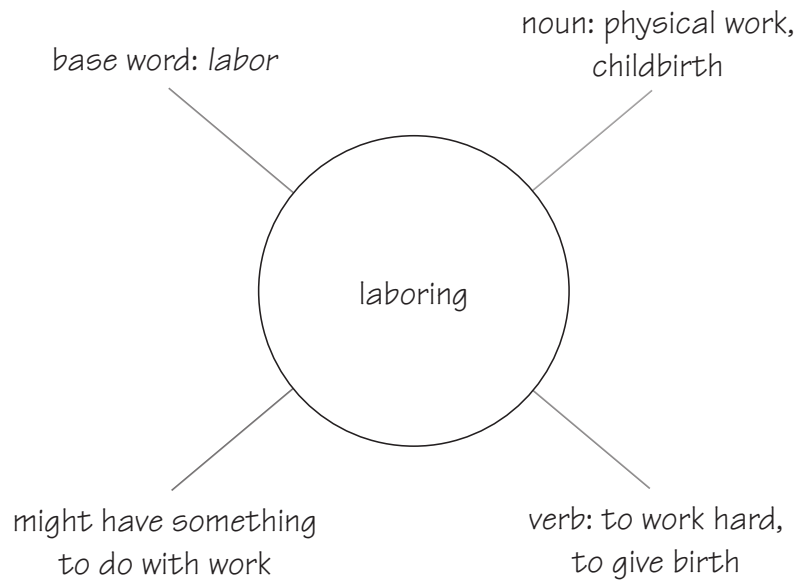 base word: labor
noun: physical work,
childbirth
laboring
might have something
to do with work
verb: to work hard,
to give birth